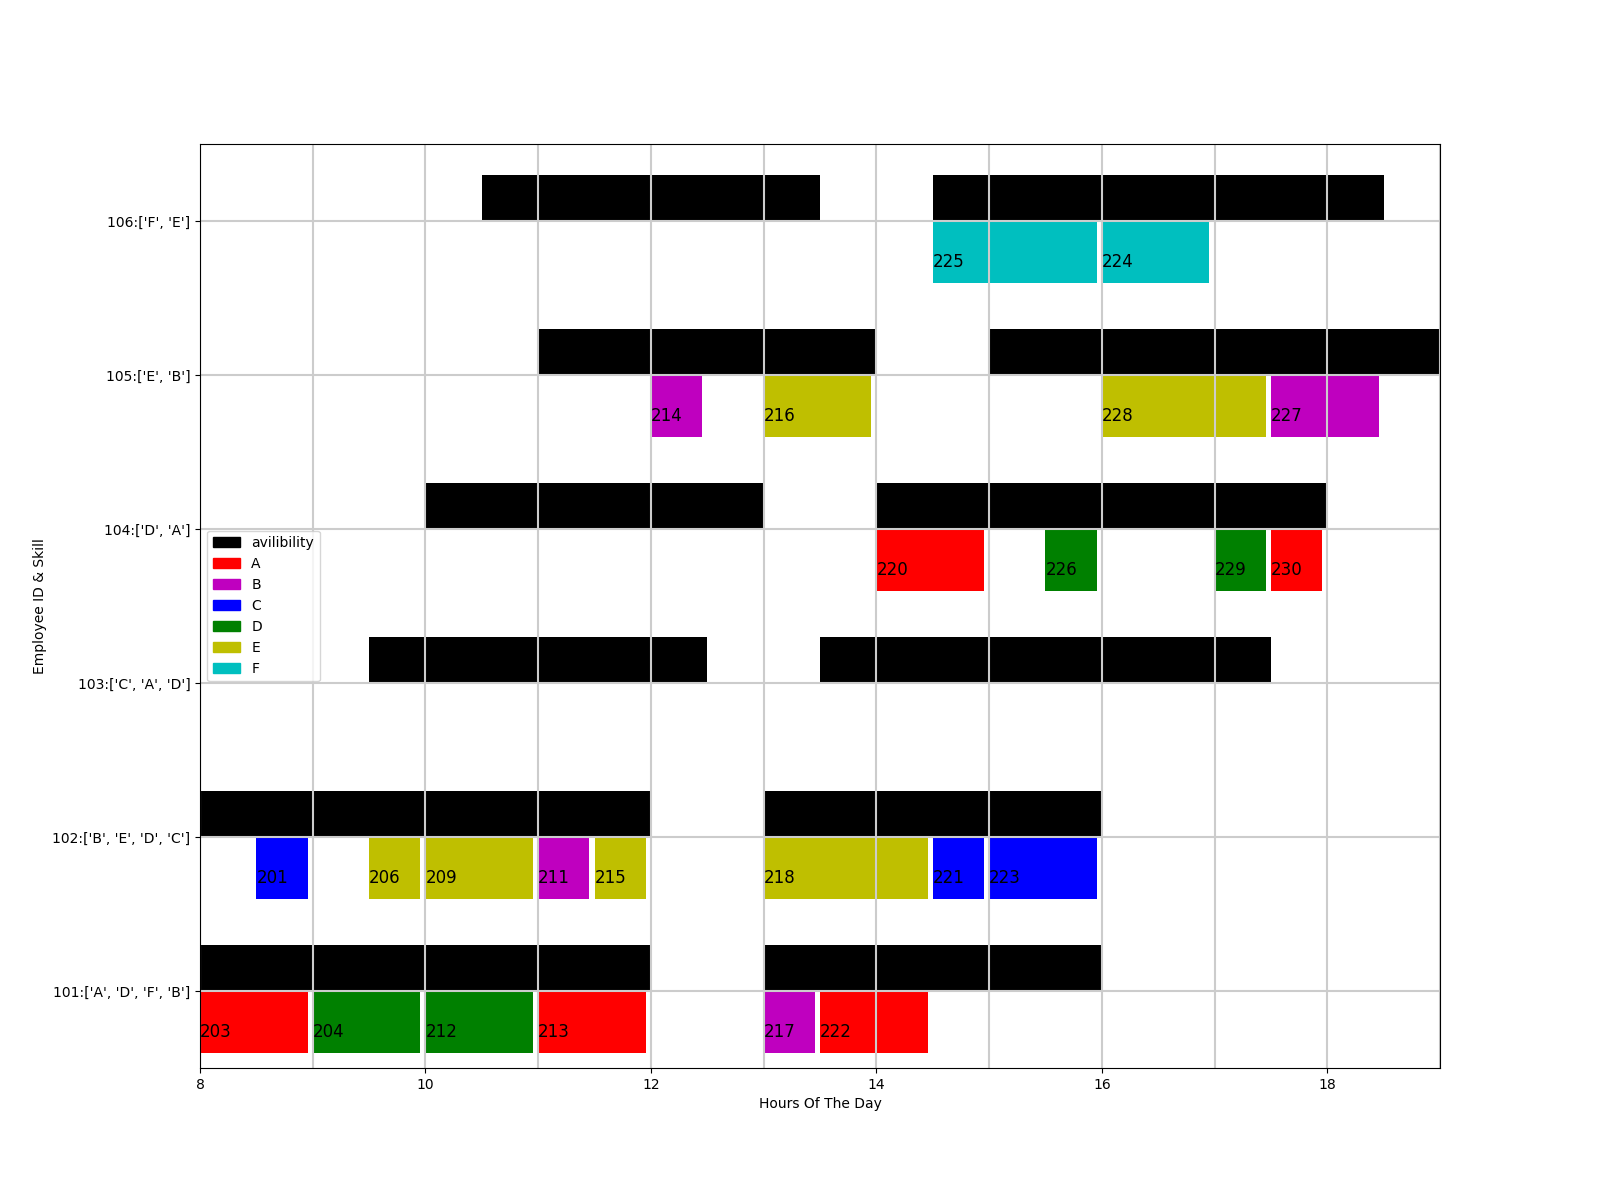 106:['F', 'E']
225 224
105:['E', 'B']
214 216 228 227
104:['D', 'A']
220 226 229 230
avilibility
A
B
C
D
E
F
Employee ID & Skill
103:['C', 'A', 'D']
102:['B', 'E', 'D', 'C']
201 206 209 211 215 218 221 223
101:['A', 'D', 'F', 'B']
203 204 212 213 217 222
8 10 12 14 16 18
Hours Of The Day